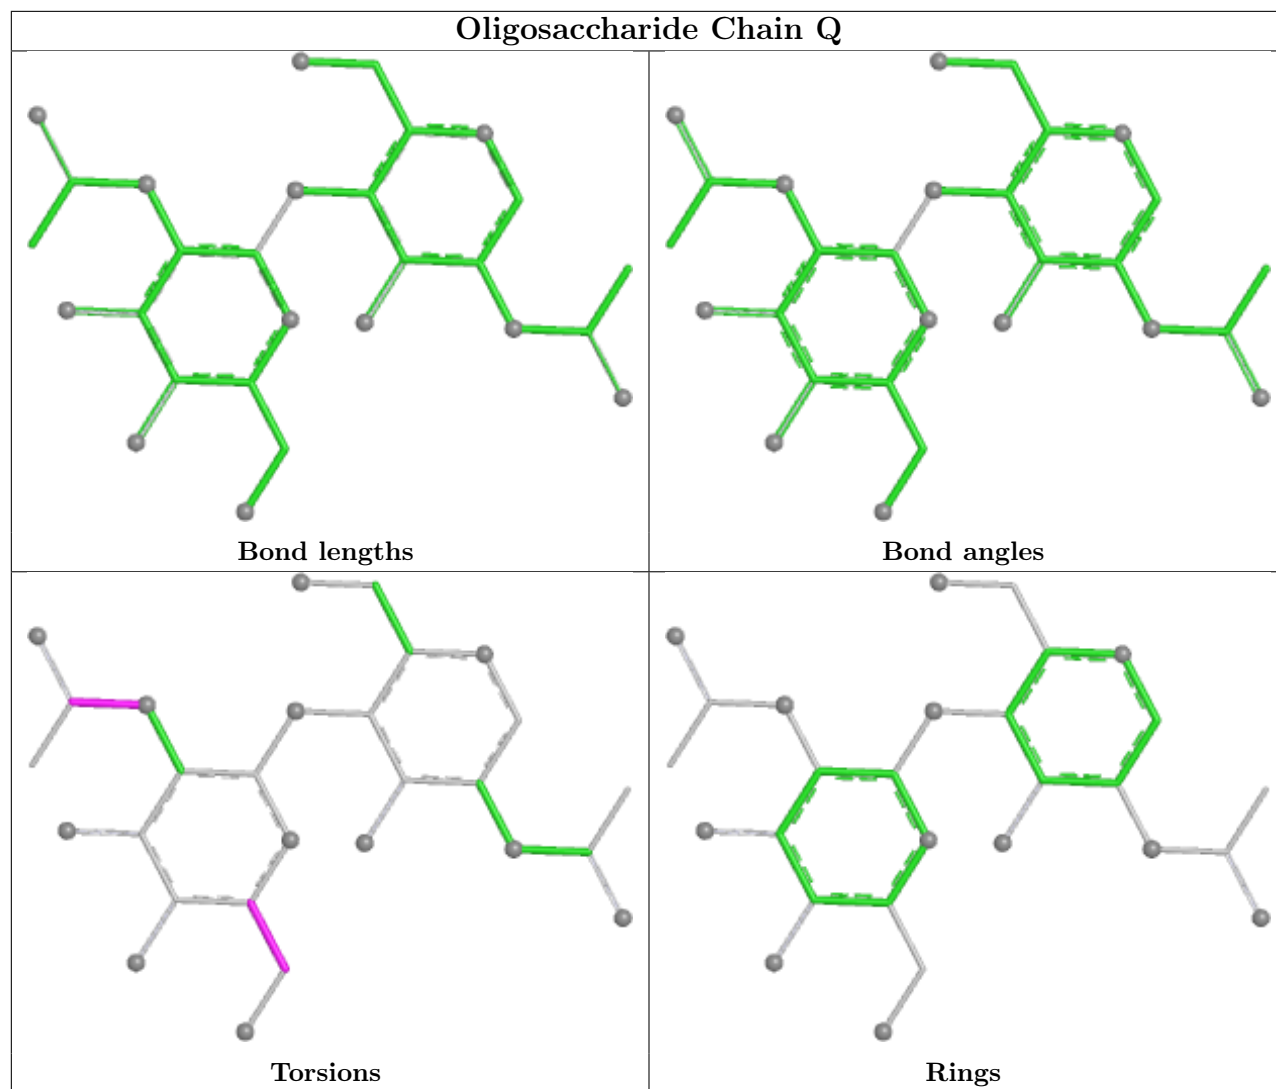 Oligosaccharide Chain Q
Bond lengths
Bond angles
Torsions
Rings